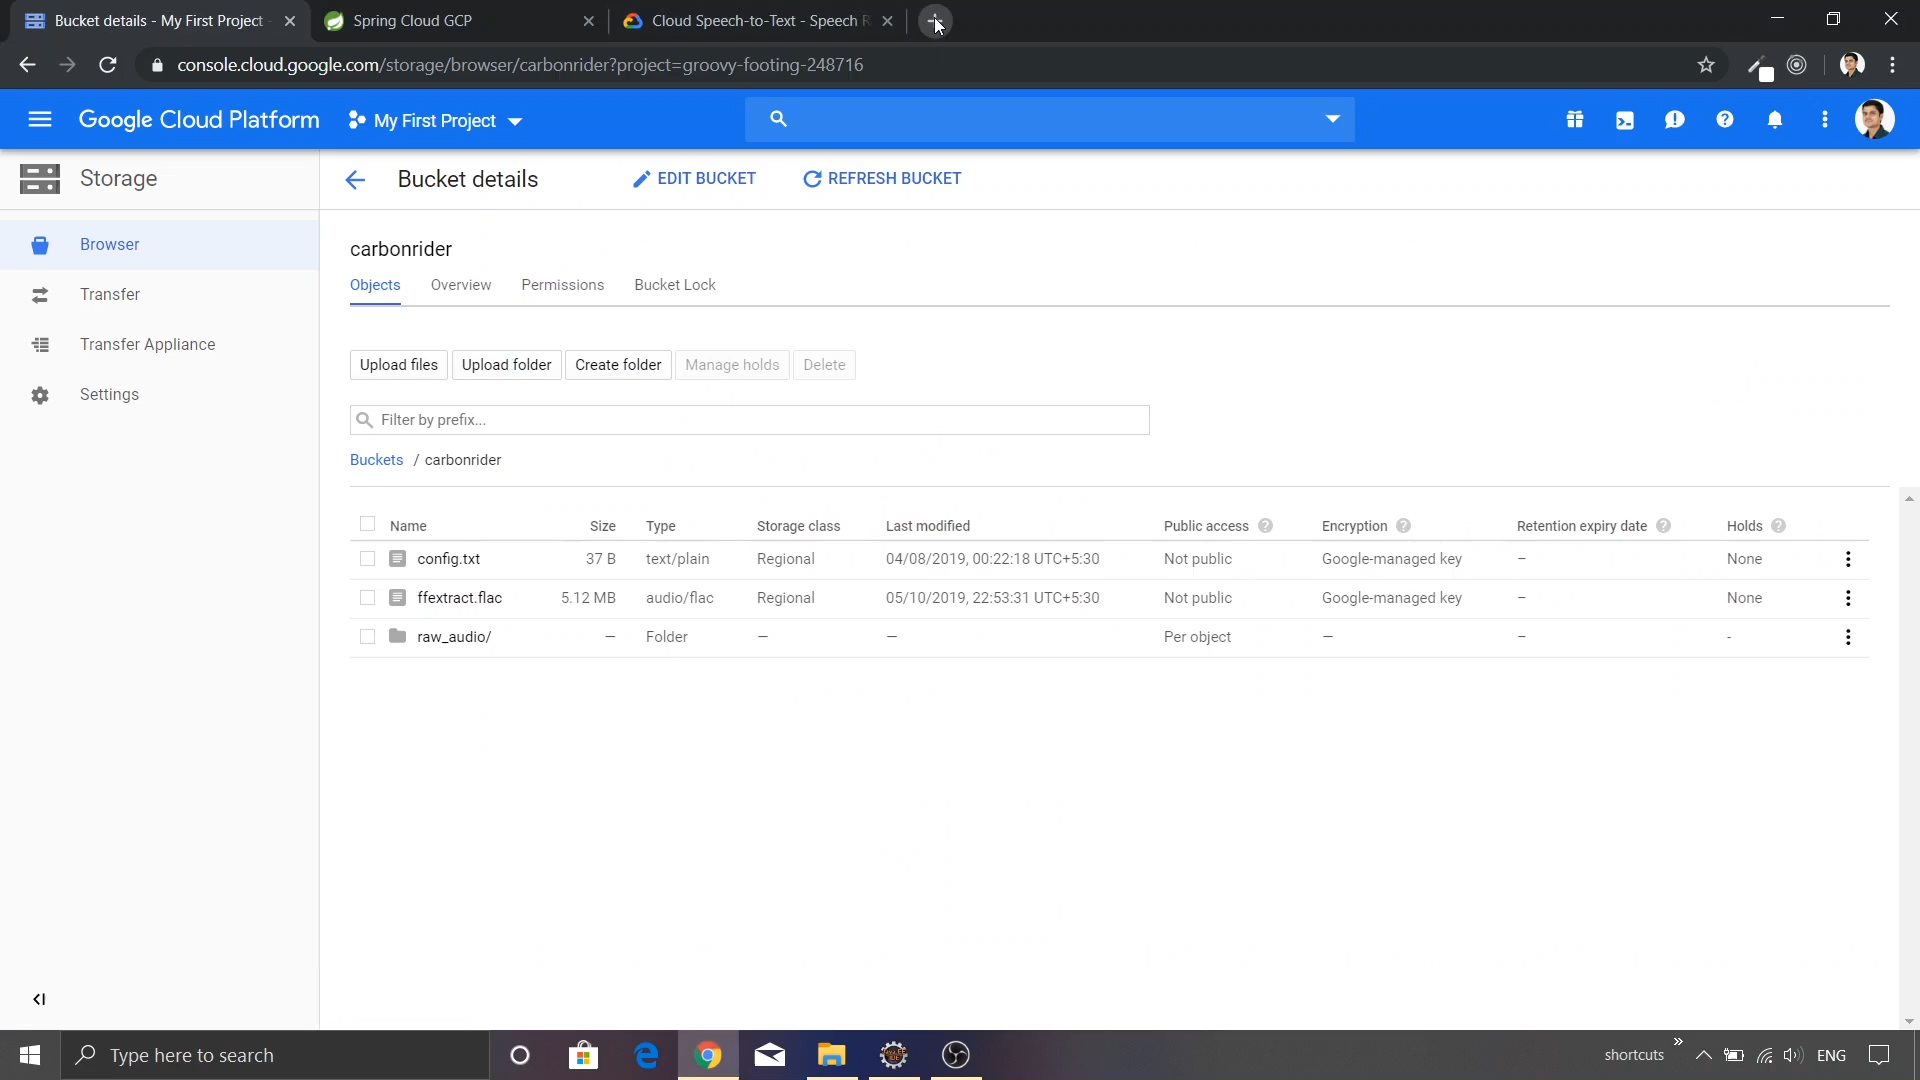 Bucket details - My First Project -
Spring Cloud GCP
Cloud Speech-to-Text - Speech R
console.cloud.google.com/storage/browser/carbonrider?project=groovy-footing-248716
Google Cloud Platform
My First Project
Storage
Bucket details
EDIT BUCKET
REFRESH BUCKET
Browser
Transfer
Transfer Appliance
Settings
carbonrider
Objects Overview Permissions Bucket Lock
Upload files Upload folder Create folder Manage holds Delete
Filter by prefix...
Buckets / carbonrider
Name Size Type Storage class Last modified Public access Encryption Retention expiry date Holds
config.txt 37 B text/plain Regional 04/08/2019, 00:22:18 UTC+5:30 Not public Google-managed key – None
ffextract.flac 5.12 MB audio/flac Regional 05/10/2019, 22:53:31 UTC+5:30 Not public Google-managed key – None
raw_audio/ – Folder – – Per object – – -
Type here to search
shortcuts
ENG